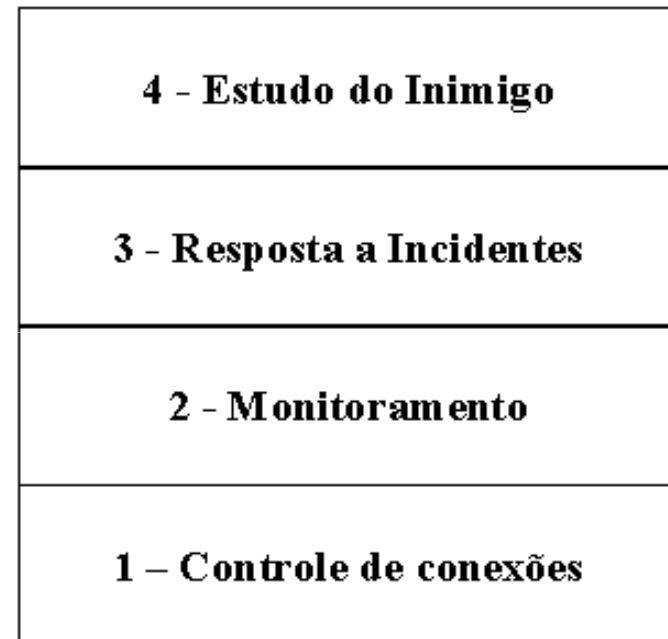 4 - Estudo do Inimigo
3 - Resposta a Incidentes
2 - Monitoramento
1 – Controle de conexões